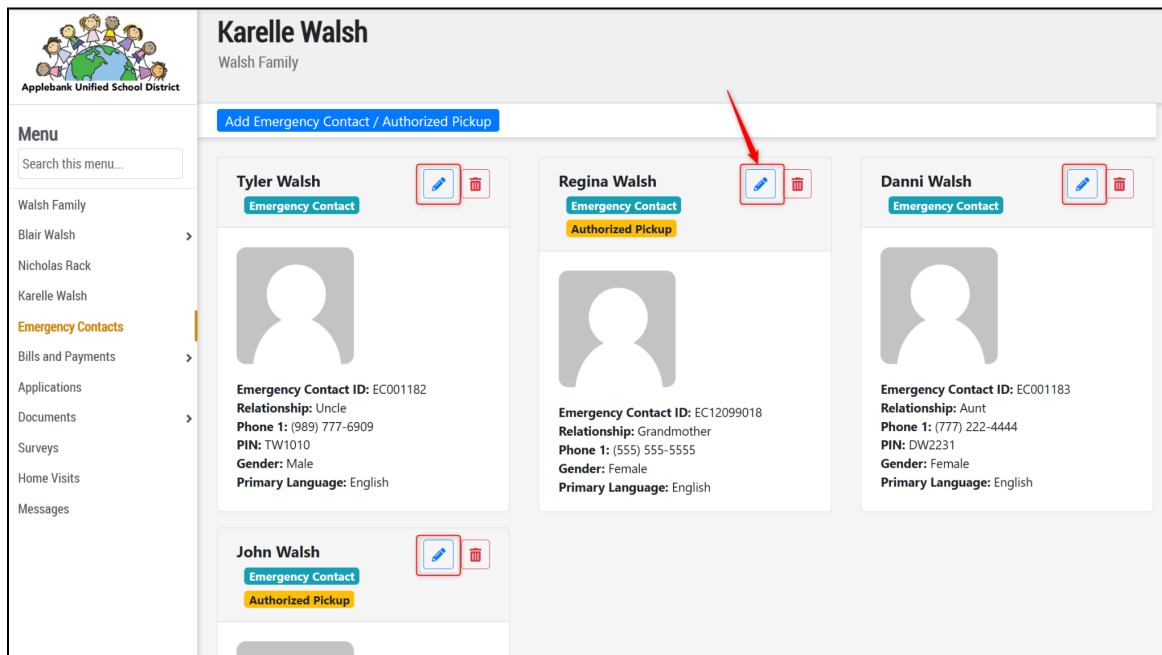 Applebank Unified School District
Menu
Search this menu...
Walsh Family
Blair Walsh
Nicholas Rack
Karelle Walsh
Emergency Contacts
Bills and Payments
Applications
Documents
Surveys
Home Visits
Messages
Karelle Walsh
Walsh Family
Add Emergency Contact / Authorized Pickup
Tyler Walsh
Emergency Contact
Emergency Contact ID: EC001182
Relationship: Uncle
Phone 1: (989) 777-6909
PIN: TW1010
Gender: Male
Primary Language: English
Regina Walsh
Emergency Contact
Authorized Pickup
Emergency Contact ID: EC12099018
Relationship: Grandmother
Phone 1: (555) 555-5555
Gender: Female
Primary Language: English
Danni Walsh
Emergency Contact
Emergency Contact ID: EC001183
Relationship: Aunt
Phone 1: (777) 222-4444
PIN: DW2231
Gender: Female
Primary Language: English
John Walsh
Emergency Contact
Authorized Pickup